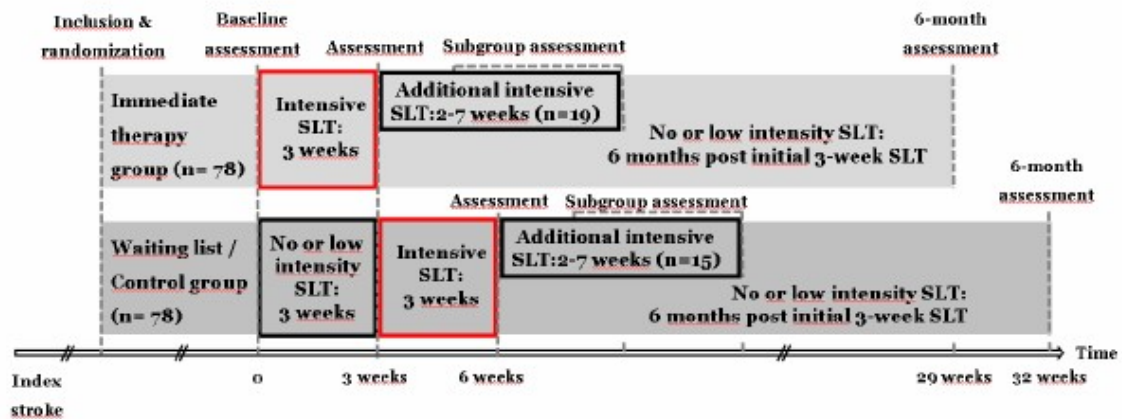 Inclusion &
randomization
Baseline
assessment
Assessment
Subgroup assessment
6-month
assessment
Immediate
therapy
group (n= 78)
Intensive
SLT:
3 weeks
Additional intensive
SLT:2-7 weeks (n=19)
No or low intensity SLT:
6 months post initial 3-week SLT
6-month
assessment
Assessment
Subgroup assessment
Waiting list /
Control group
(n= 78)
No or low
intensity
SLT:
3 weeks
Intensive
SLT:
3 weeks
Additional intensive
SLT:2-7 weeks (n=15)
No or low intensity SLT:
6 months post initial 3-week SLT
Time
Index
stroke
0
3 weeks
6 weeks
29 weeks
32 weeks